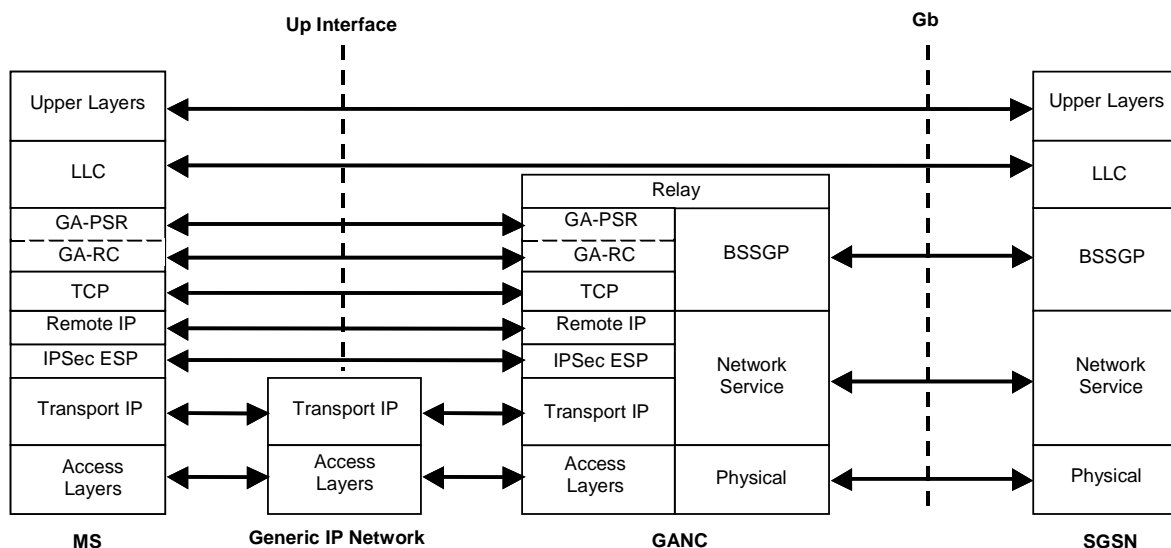 Up Interface
Gb
Upper Layers
LLC
GA-PSR
GA-RC
TCP
Remote IP
IPSec ESP
Transport IP
Access
Layers
MS
Transport IP
Access
Layers
Generic IP Network
Relay
GA-PSR
GA-RC
TCP
Remote IP
IPSec ESP
Transport IP
Access
Layers
BSSGP
Network
Service
Physical
GANC
Upper Layers
LLC
BSSGP
Network
Service
Physical
SGSN